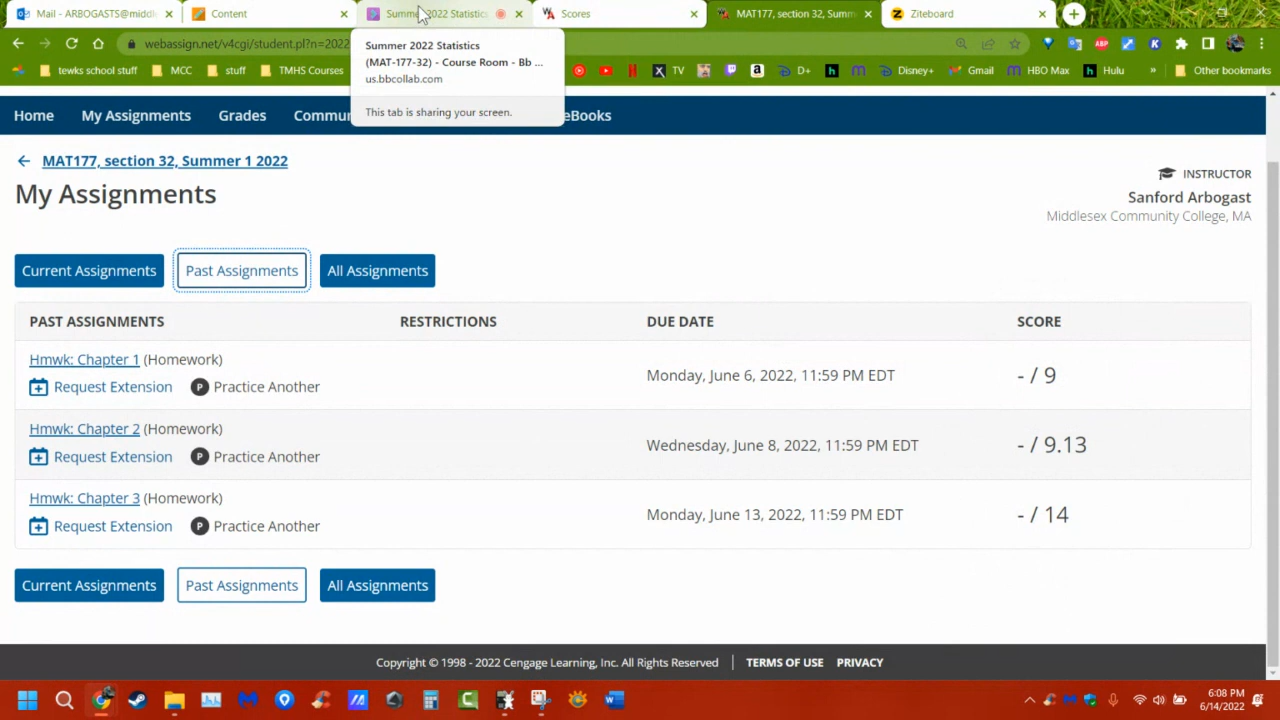 Mail - ARBOGASTS@middl
Content
Summer 2022 Statistics
Scores
MAT177, section 32, Summ
Ziteboard
webassign.net/v4cgi/student.pl?n=2022
Summer 2022 Statistics
(MAT-177-32) - Course Room - Bb ...
us.bbcollab.com
This tab is sharing your screen.
tewks school stuff
MCC
stuff
TMHS Courses
TV
D+
Disney+
Gmail
HBO Max
Hulu
»
Other bookmarks
Home
My Assignments
Grades
Commun
eBooks
MAT177, section 32, Summer 1 2022
My Assignments
INSTRUCTOR
Sanford Arbogast
Middlesex Community College, MA
Current Assignments
Past Assignments
All Assignments
PAST ASSIGNMENTS
RESTRICTIONS
DUE DATE
SCORE
Hmwk: Chapter 1 (Homework)
Request Extension
P Practice Another
Monday, June 6, 2022, 11:59 PM EDT
- / 9
Hmwk: Chapter 2 (Homework)
Request Extension
P Practice Another
Wednesday, June 8, 2022, 11:59 PM EDT
- / 9.13
Hmwk: Chapter 3 (Homework)
Request Extension
P Practice Another
Monday, June 13, 2022, 11:59 PM EDT
- / 14
Current Assignments
Past Assignments
All Assignments
Copyright © 1998 - 2022 Cengage Learning, Inc. All Rights Reserved
TERMS OF USE
PRIVACY
6:08 PM
6/14/2022